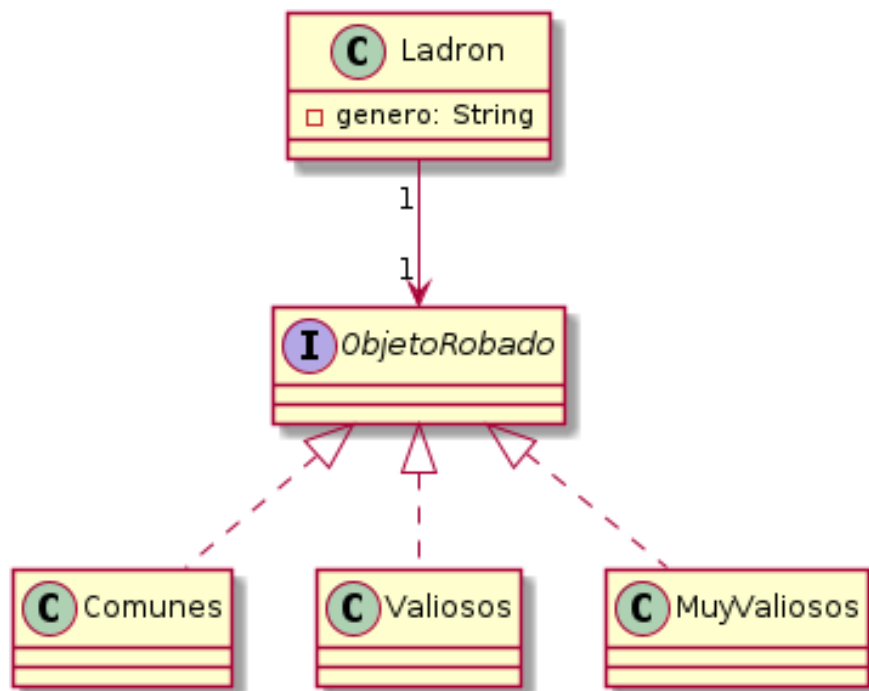 C Ladron
genero: String
1
1
I ObjetoRobado
C Comunes
C Valiosos
C MuyValiosos